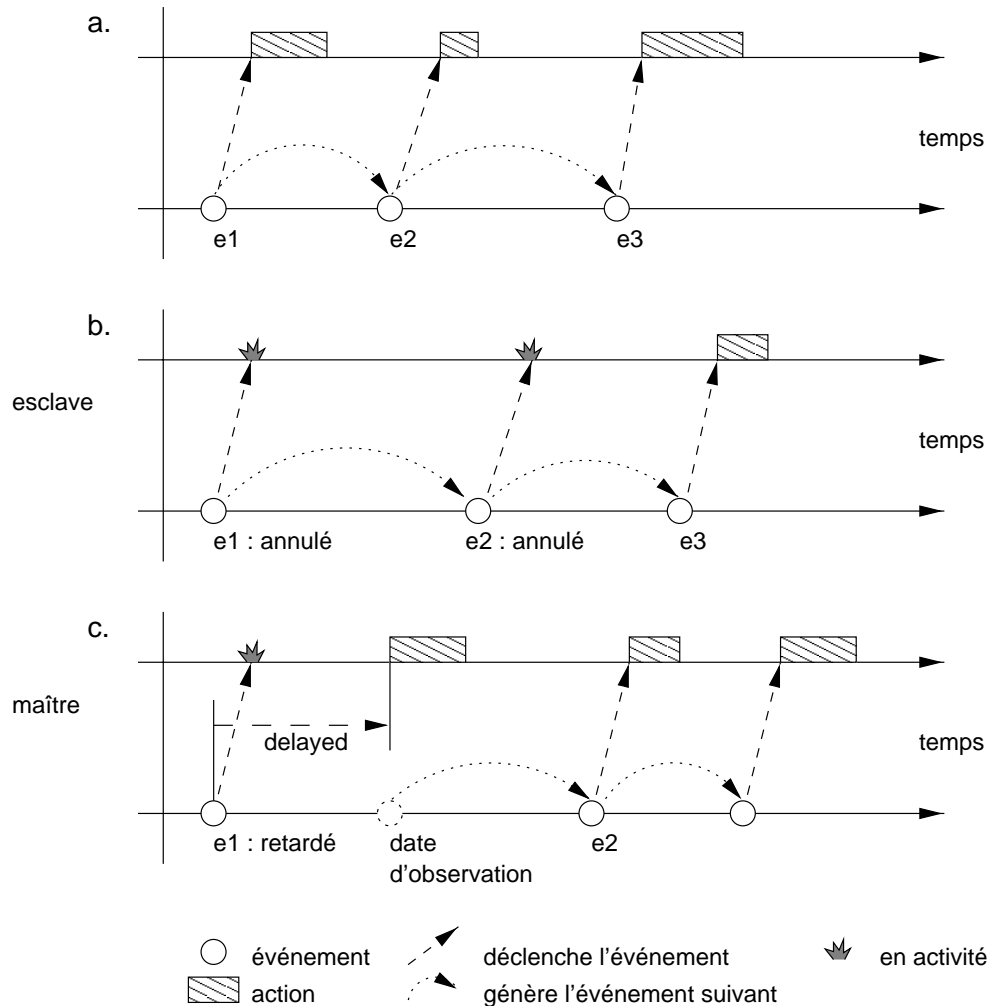 a.
temps
e1 e2 e3
b.
esclave
temps
e1 : annulé e2 : annulé e3
c.
maître
delayed
temps
e1 : retardé date e2
d'observation
événement déclenche l'événement en activité
action génère l'événement suivant